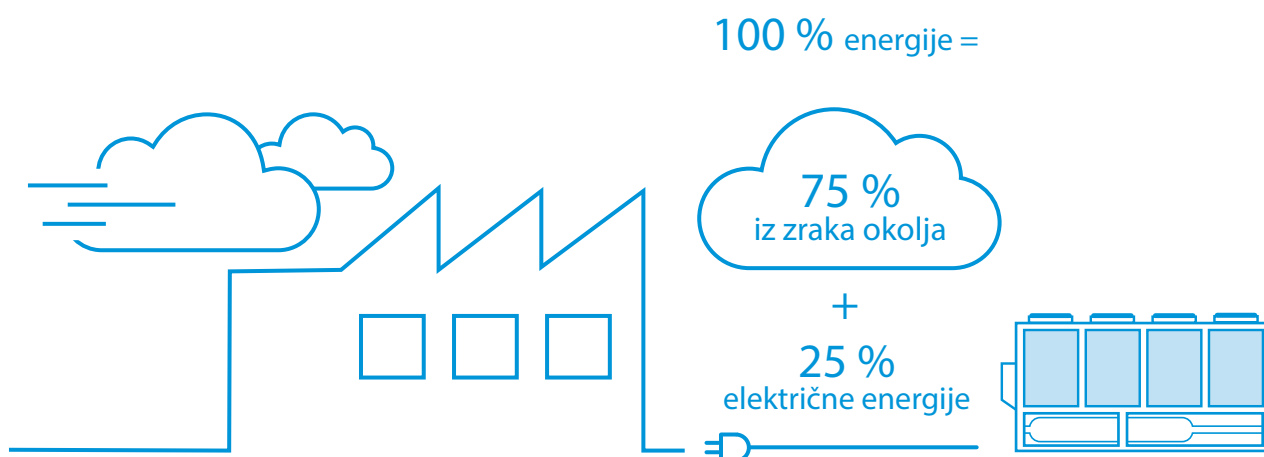 100 % energije =
75 %
iz zraka okolja
+
25 %
električne energije